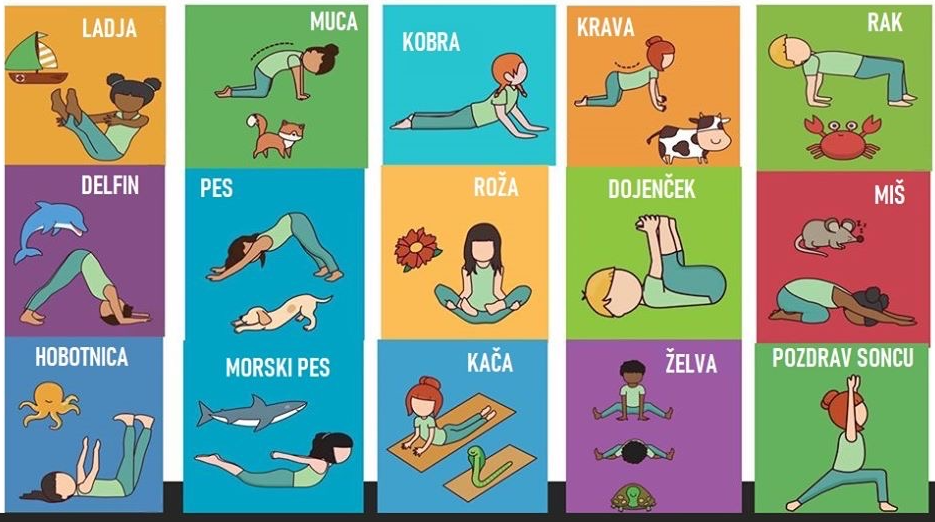 LADJA
MUCA
KOBRA
KRAVA
RAK
DELFIN
PES
ROŽA
DOJENČEK
MIŠ
HOBOTNICA
MORSKI PES
KAČA
ŽELVA
POZDRAV SONCU